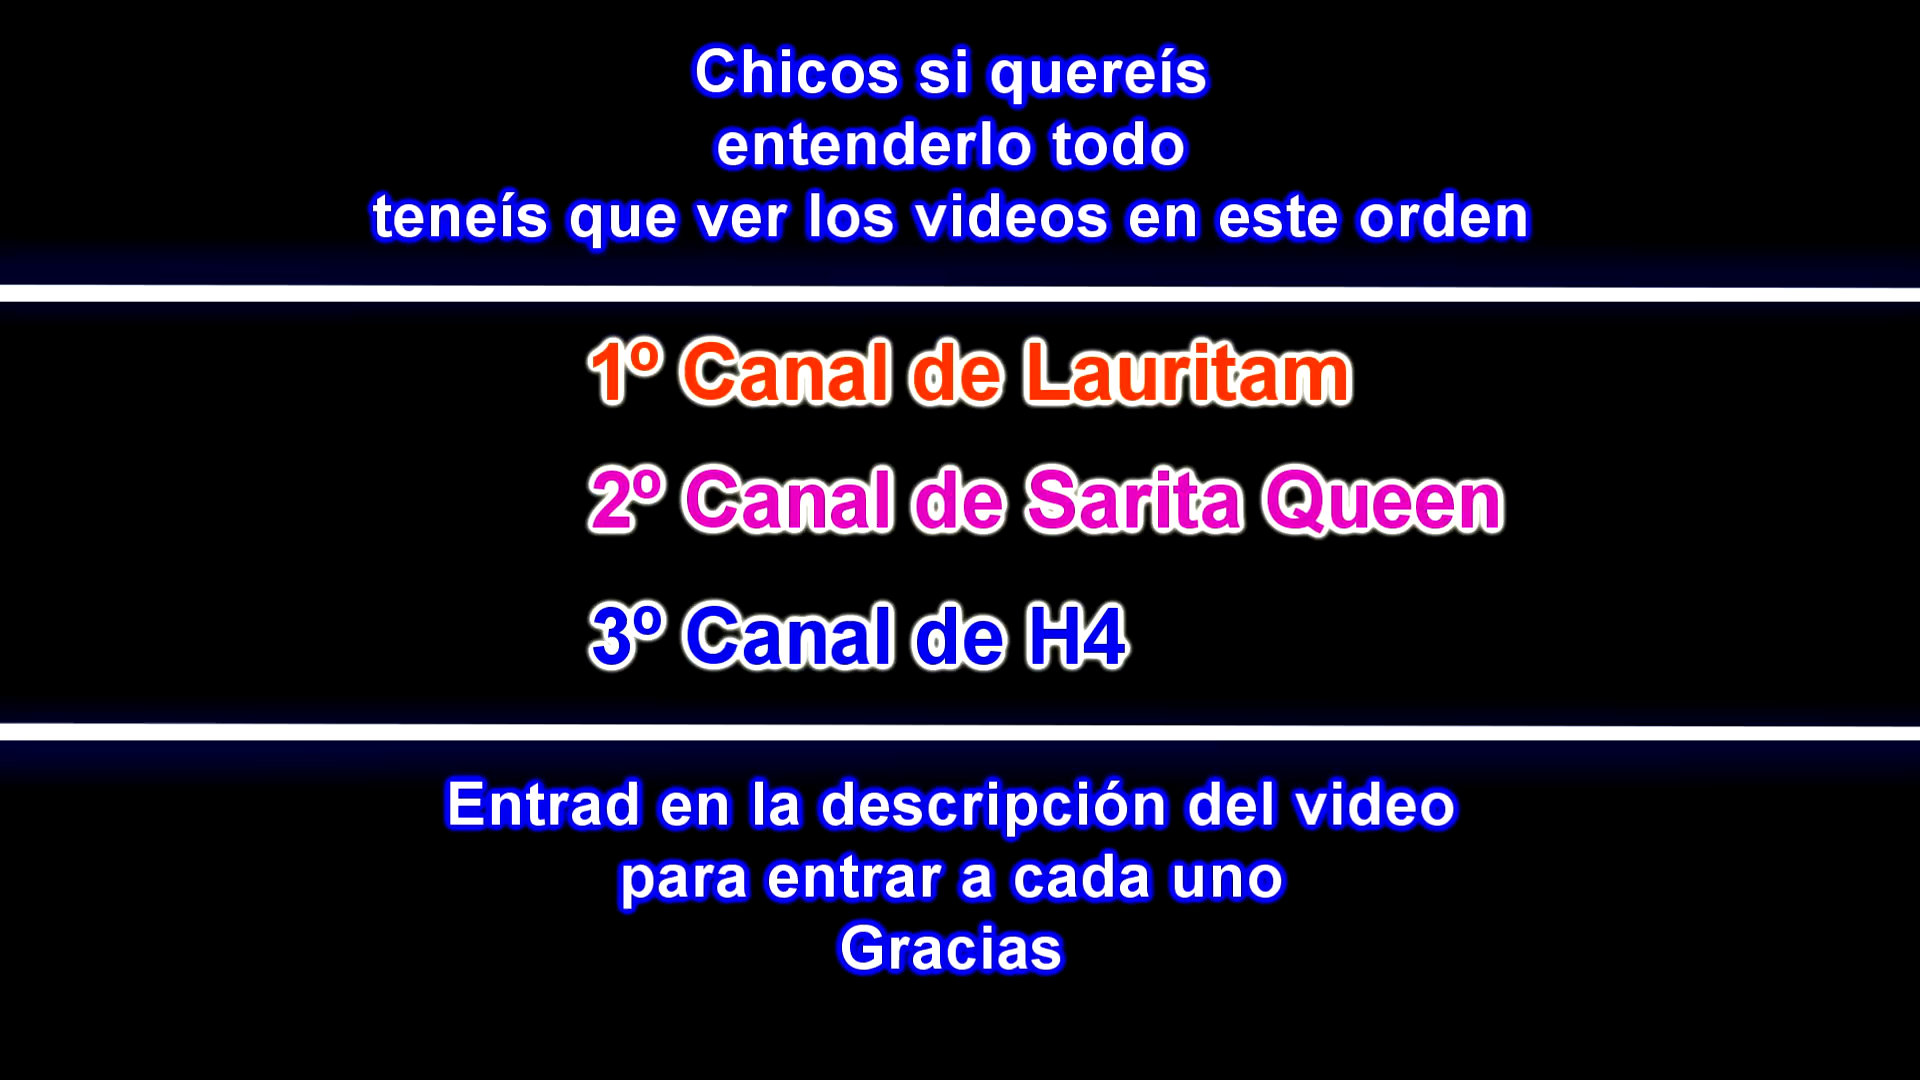 Chicos si quereís
entenderlo todo
teneís que ver los videos en este orden
1º Canal de Lauritam
2º Canal de Sarita Queen
3º Canal de H4
Entrad en la descripción del video
para entrar a cada uno
Gracias